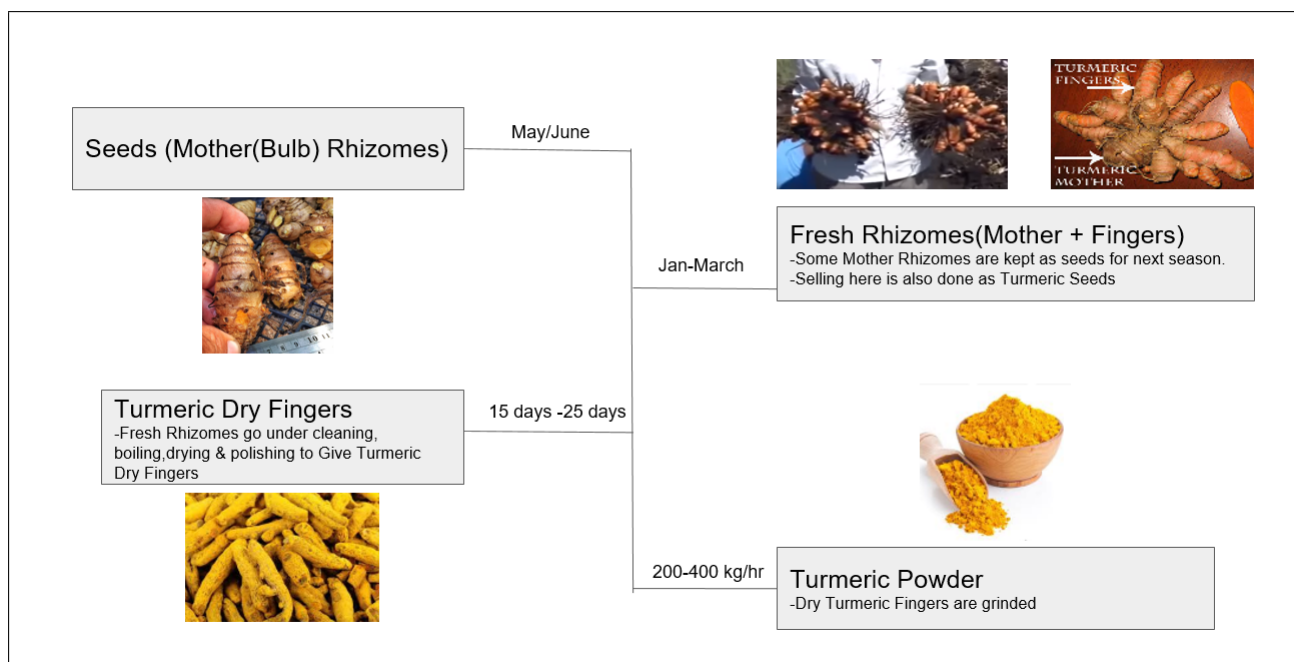 TURMERIC
FINGERS
TURMERIC
MOTHER
Seeds (Mother(Bulb) Rhizomes)
May/June
Fresh Rhizomes(Mother + Fingers)
-Some Mother Rhizomes are kept as seeds for next season.
-Selling here is also done as Turmeric Seeds
Jan-March
Turmeric Dry Fingers
-Fresh Rhizomes go under cleaning,
boiling,drying & polishing to Give Turmeric
Dry Fingers
15 days -25 days
200-400 kg/hr
Turmeric Powder
-Dry Turmeric Fingers are grinded